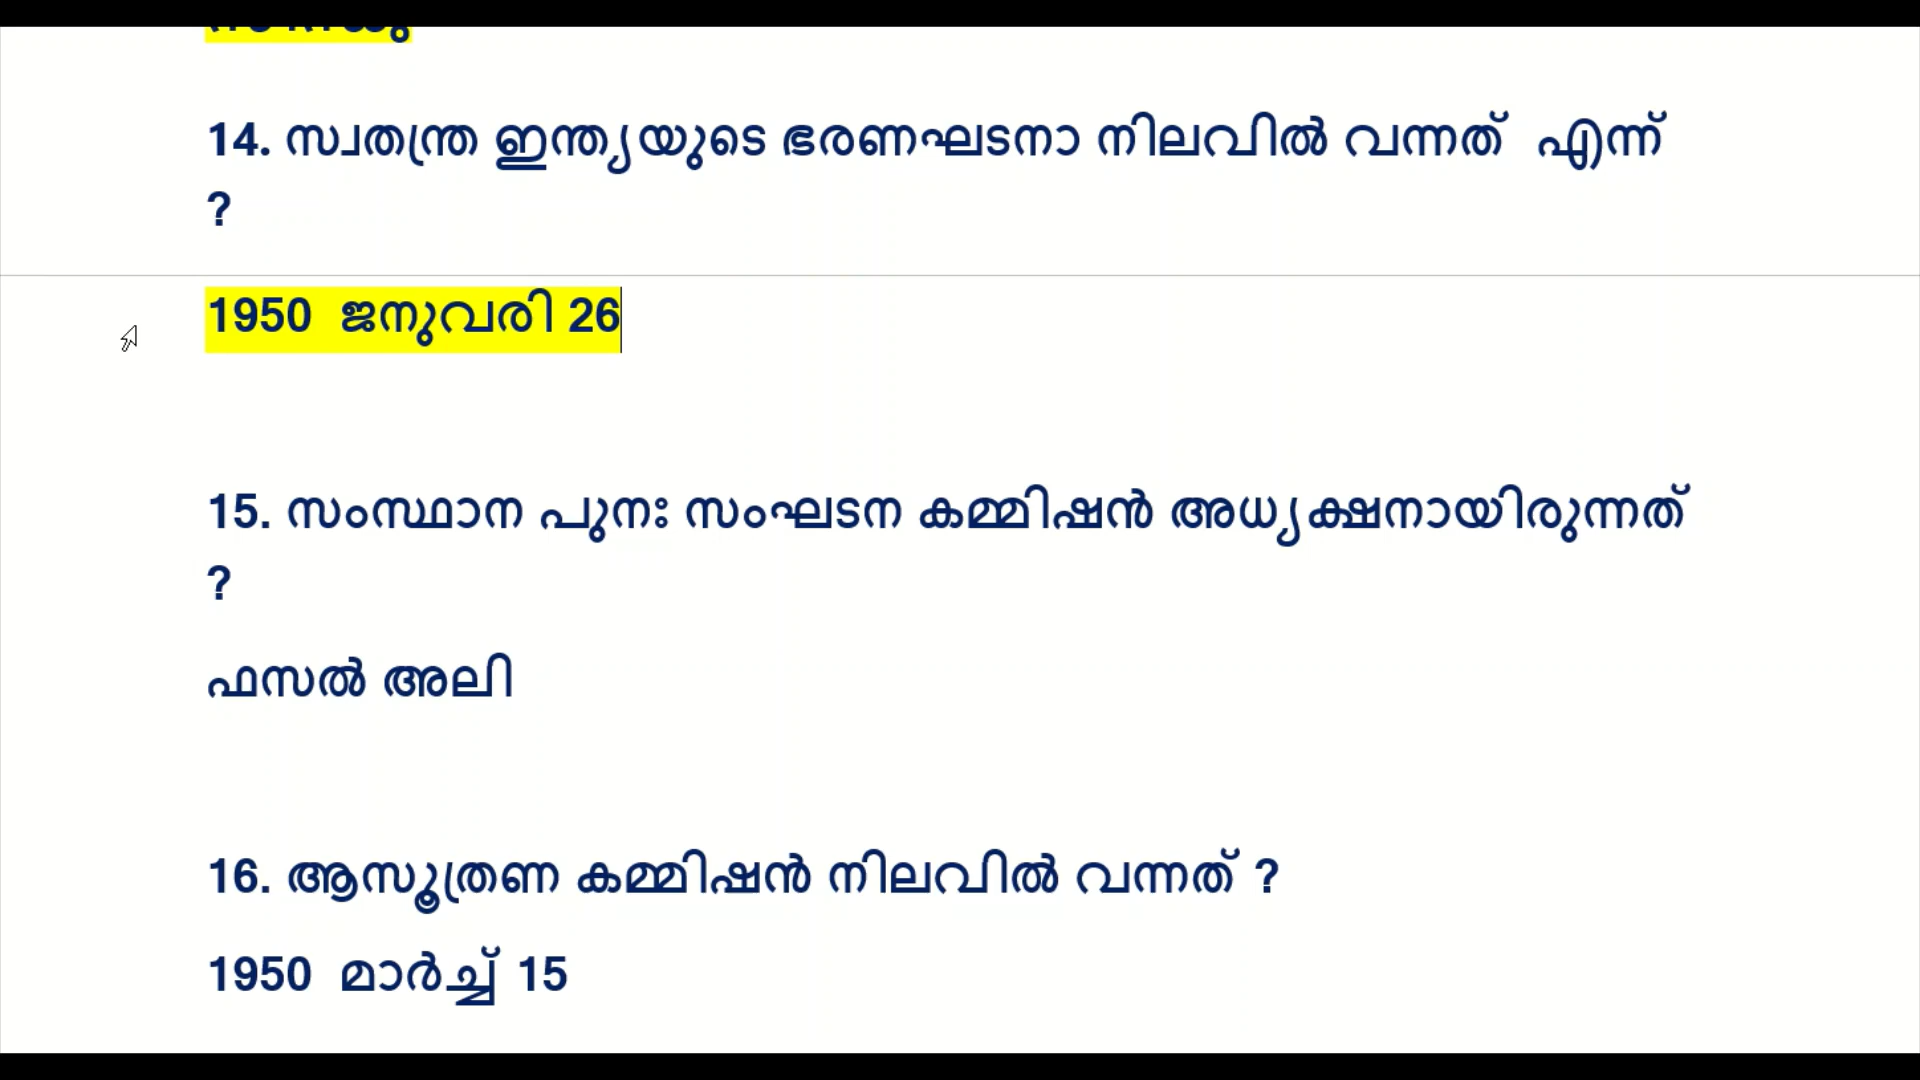 14. സ്വതന്ത്ര ഇന്ത്യയുടെ ഭരണഘടനാ നിലവിൽ വന്നത് എന്ന്
?
1950 ജനുവരി 26
15. സംസ്ഥാന പുനഃ സംഘടന കമ്മിഷൻ അധ്യക്ഷനായിരുന്നത്
?
ഫസൽ അലി
16. ആസൂത്രണ കമ്മിഷൻ നിലവിൽ വന്നത് ?
1950 മാർച്ച് 15